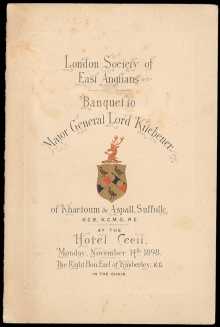 London Society of
East Anglians
Banquet to
Major General Lord Kitchener
of Khartoum & Aspall, Suffolk,
K.C.B. K.C.M.G. R.E.
AT THE
Hotel Cecil,
Monday, November 14th 1898.
The Right Hon. Earl of Kimberley, K.G.
IN THE CHAIR.